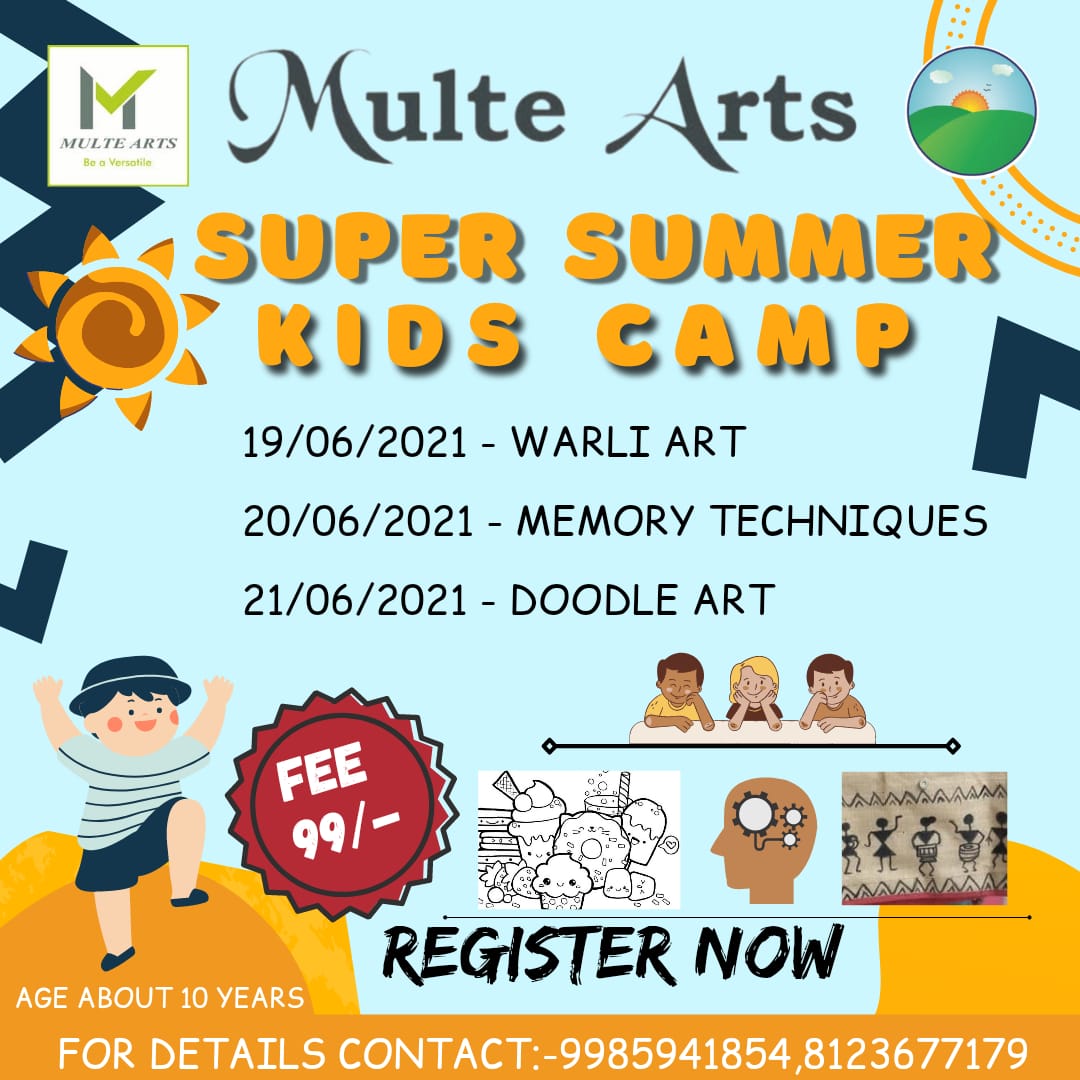 MULTE ARTS
Be a Versatile
Multe Arts
SUPER SUMMER
KIDS CAMP
19/06/2021 - WARLI ART
20/06/2021 - MEMORY TECHNIQUES
21/06/2021 - DOODLE ART
FEE
99/-
REGISTER NOW
AGE ABOUT 10 YEARS
FOR DETAILS CONTACT:-9985941854,8123677179